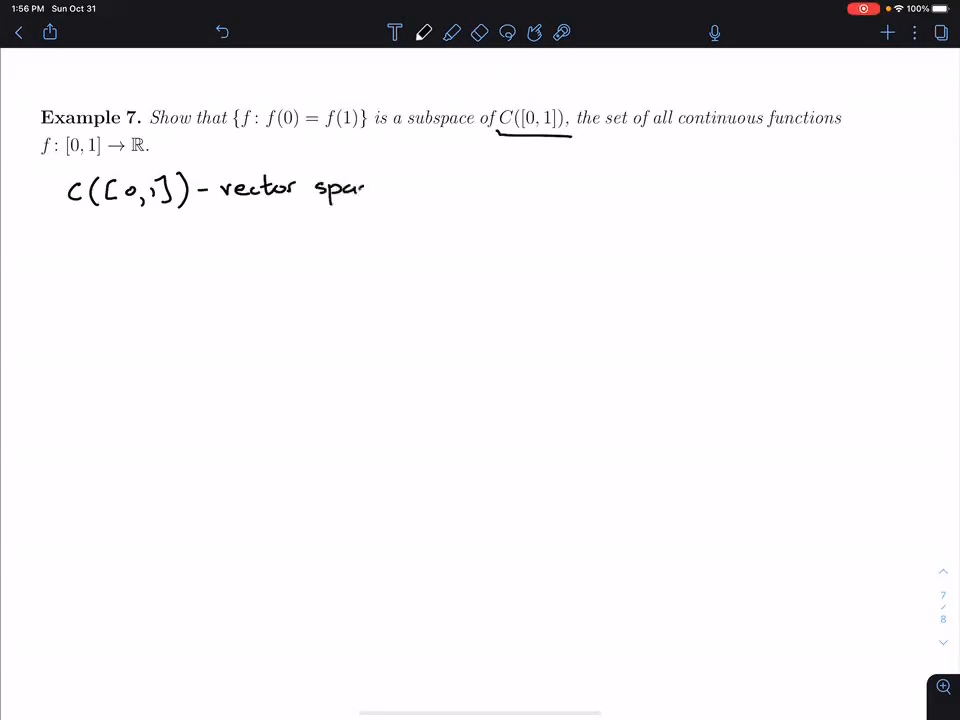 1:56 PM Sun Oct 31
100%
Example 7. Show that {f : f(0) = f(1)} is a subspace of C([0, 1]), the set of all continuous functions
f : [0, 1] → ℝ.
C([0,1]) - vector spa
7
/
8